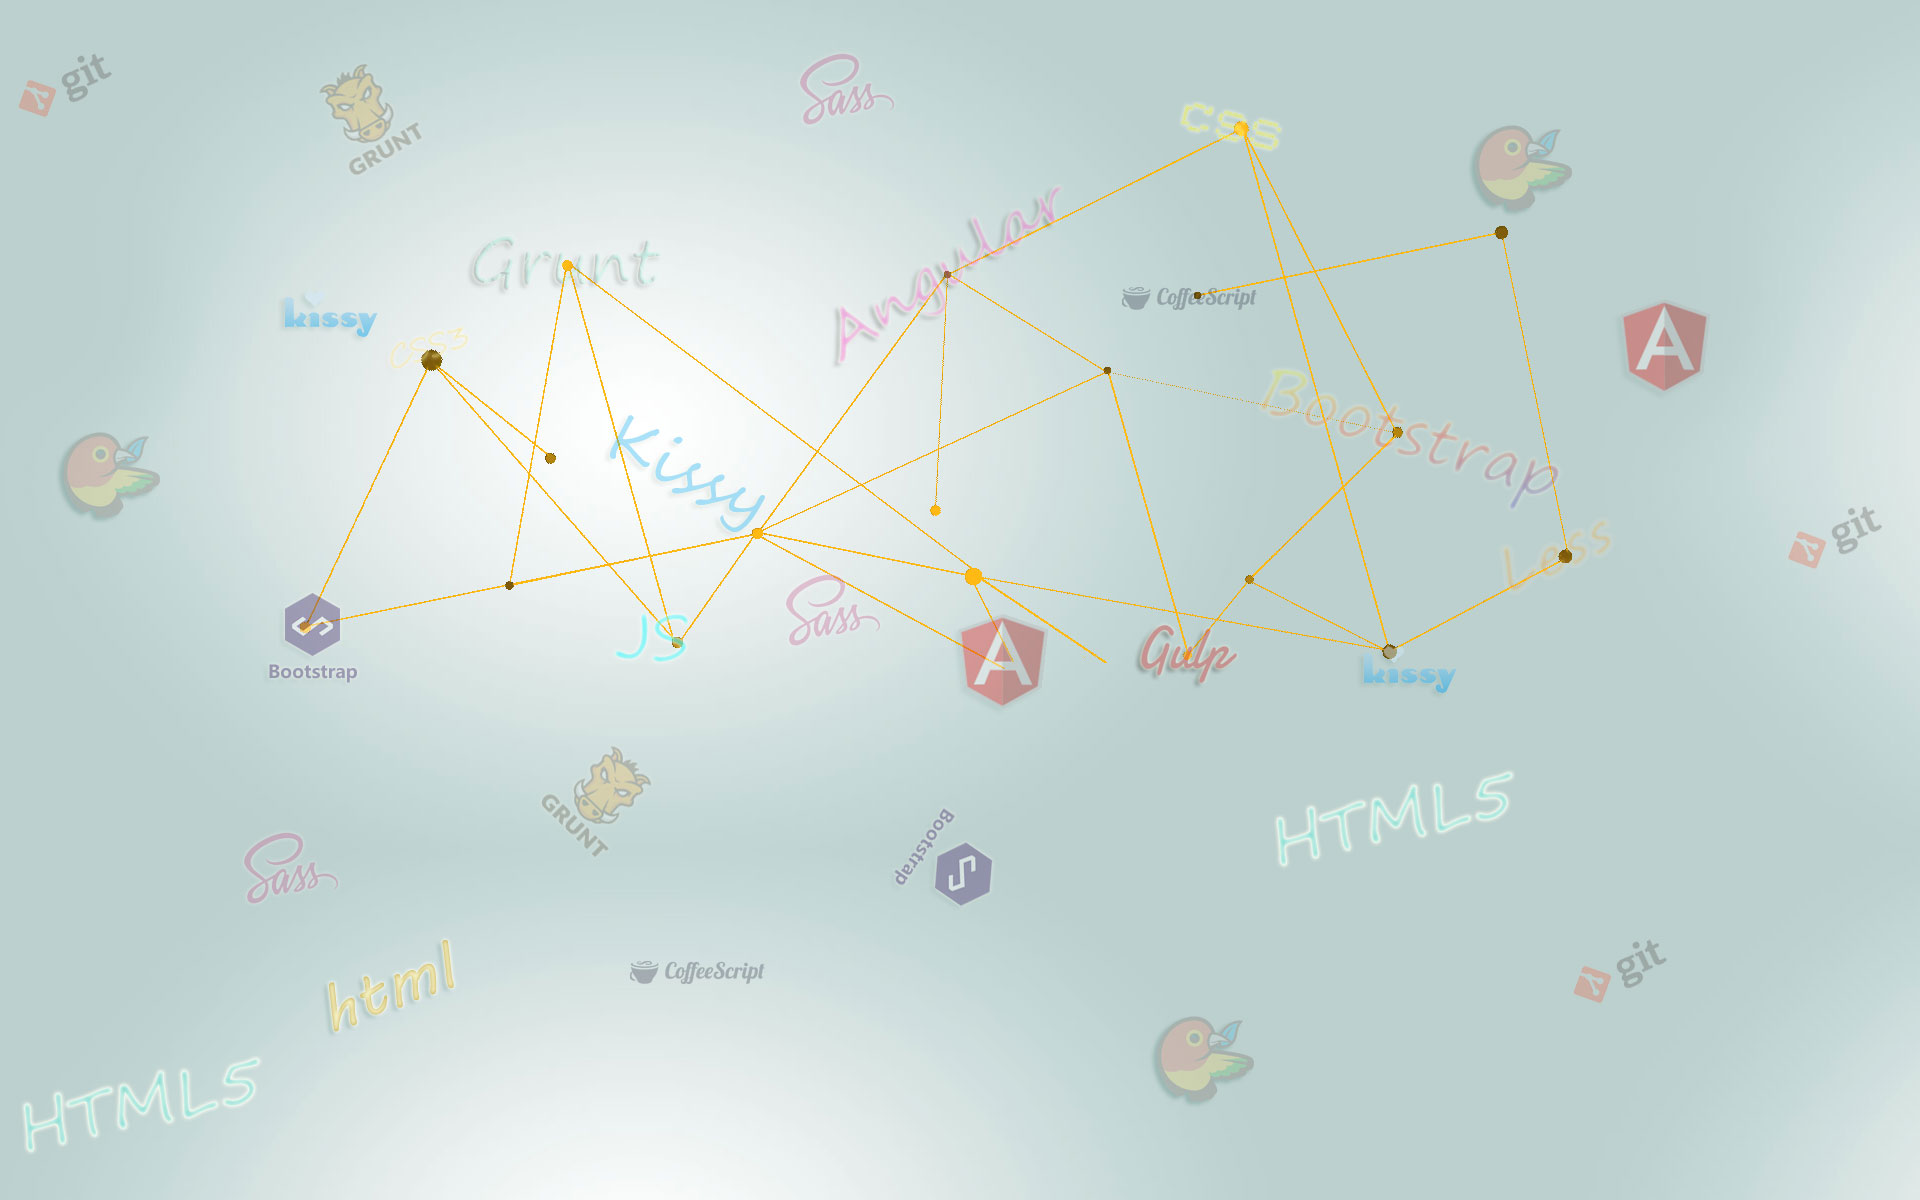 git
GRUNT
Sass
css
Grunt
Angular
CoffeeScript
kissy
CSS3
Bootstrap
Kissy
Less
Sass
JS
Gulp
kissy
Bootstrap
GRUNT
git
HTML5
Bootstrap
Sass
html
CoffeeScript
git
HTML5